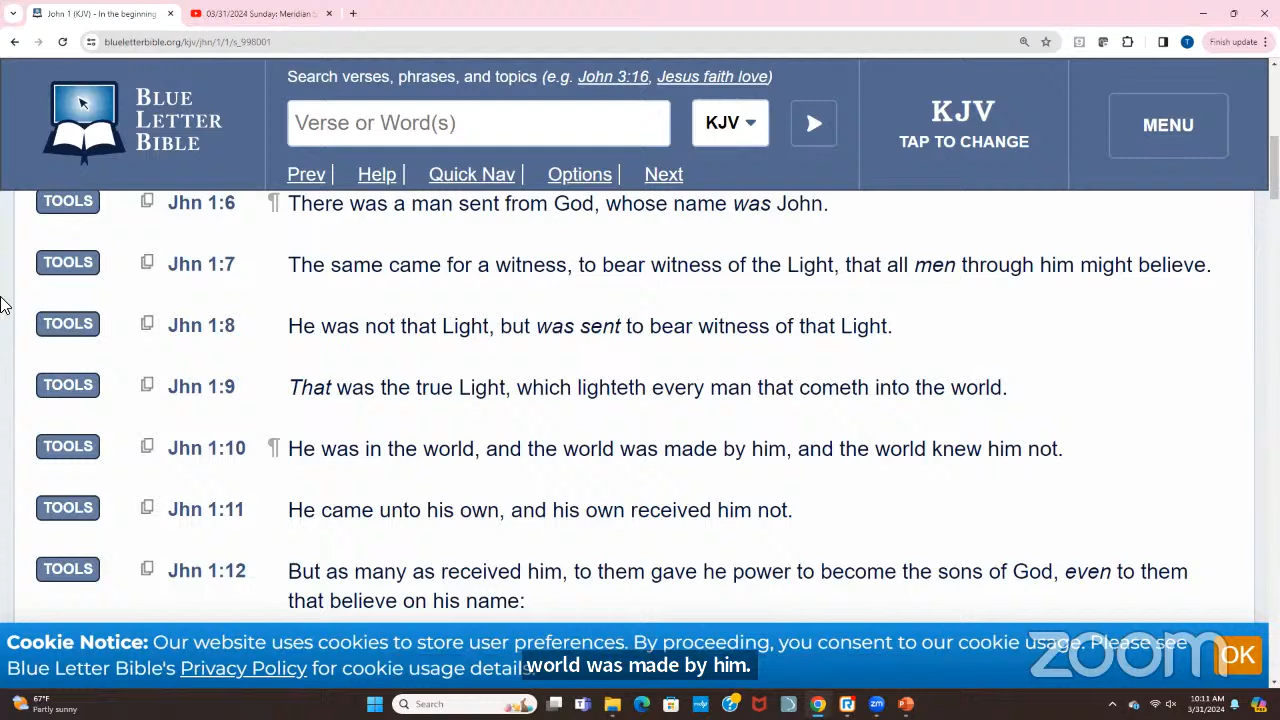 John 1 (KJV) - In the beginning
03/31/2024 Sunday: Meridian
blueletterbible.org/kjv/jhn/1/1/s_998001
T
Finish update
BLUE LETTER BIBLE
Search verses, phrases, and topics (e.g. John 3:16, Jesus faith love)
Verse or Word(s)
KJV
KJV
TAP TO CHANGE
MENU
Prev | Help | Quick Nav | Options | Next
TOOLS Jhn 1:6 ¶ There was a man sent from God, whose name was John.
TOOLS Jhn 1:7 The same came for a witness, to bear witness of the Light, that all men through him might believe.
TOOLS Jhn 1:8 He was not that Light, but was sent to bear witness of that Light.
TOOLS Jhn 1:9 That was the true Light, which lighteth every man that cometh into the world.
TOOLS Jhn 1:10 ¶ He was in the world, and the world was made by him, and the world knew him not.
TOOLS Jhn 1:11 He came unto his own, and his own received him not.
TOOLS Jhn 1:12 But as many as received him, to them gave he power to become the sons of God, even to them
that believe on his name:
Cookie Notice: Our website uses cookies to store user preferences. By proceeding, you consent to our cookie usage. Please see
Blue Letter Bible's Privacy Policy for cookie usage details.
world was made by him.
zoom
OK
67°F
Partly sunny
Search
10:11 AM
3/31/2024